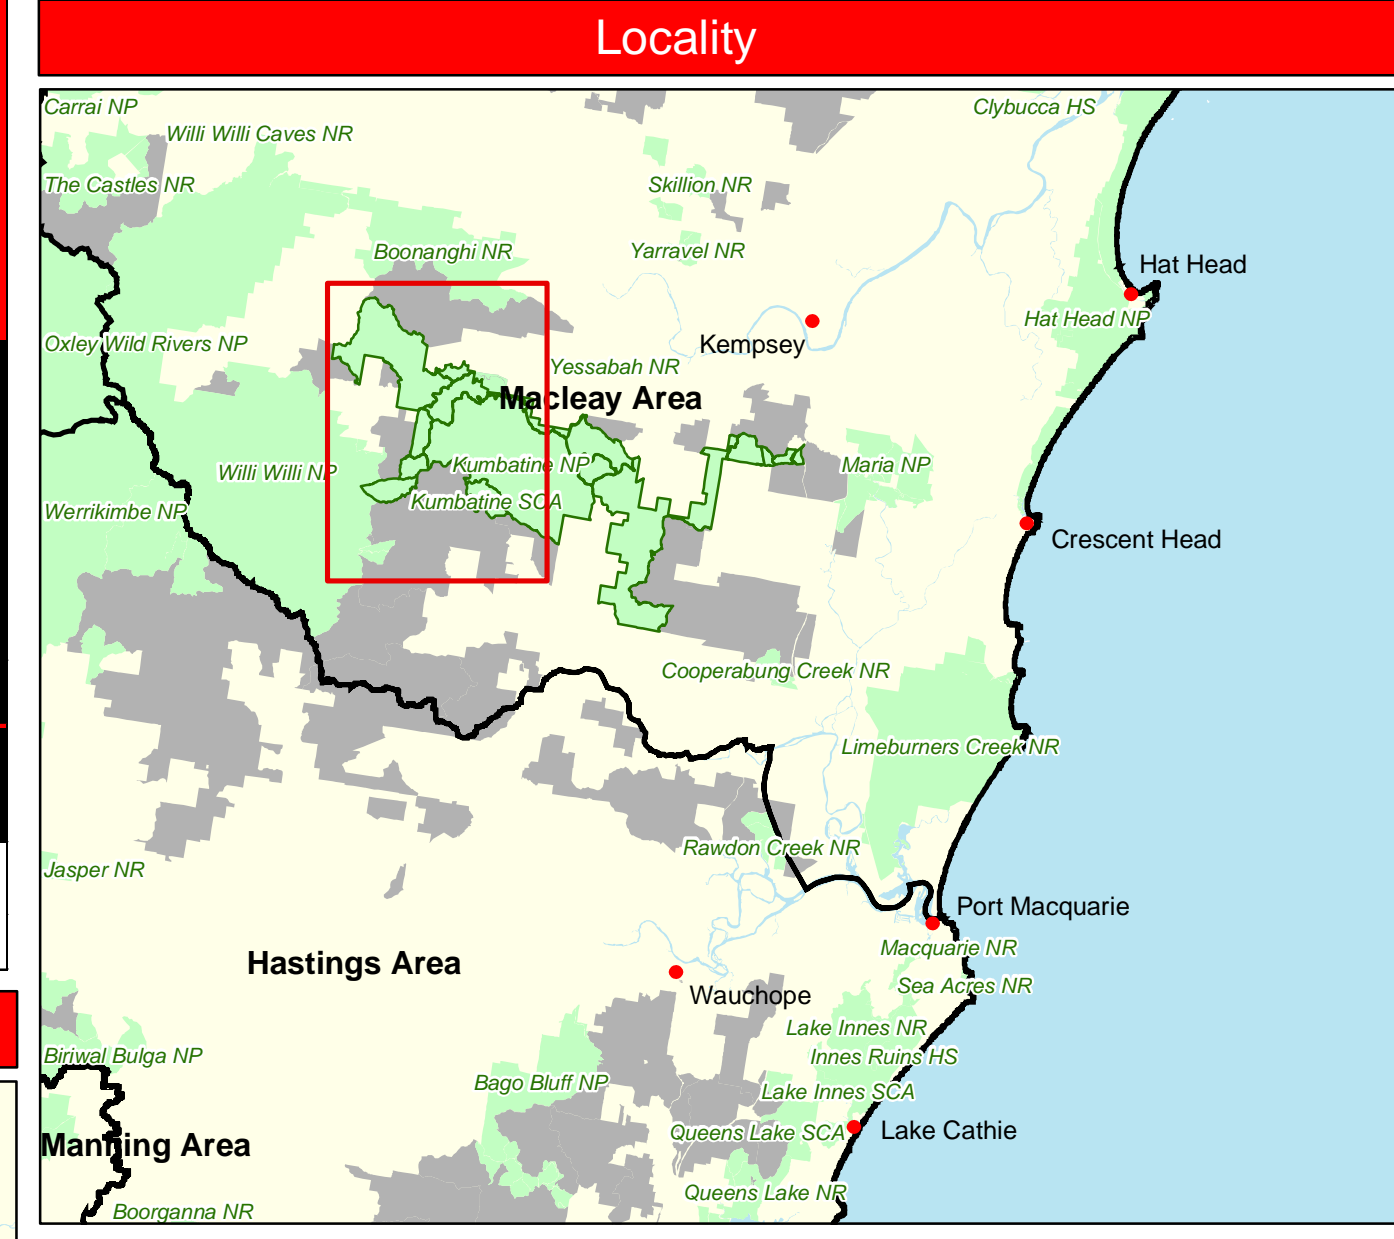 Locality
Carrai NP
Clybucca HS
Willi Willi Caves NR
The Castles NR
Skillion NR
Boonanghi NR
Yarravel NR
Hat Head
Hat Head NP
Oxley Wild Rivers NP
Kempsey
Yessabah NR
Macleay Area
Willi Willi NP
Kumbatine NP
Maria NP
Kumbatine SCA
Werrikimbe NP
Crescent Head
Cooperabung Creek NR
Limeburners Creek NR
Rawdon Creek NR
Jasper NR
Port Macquarie
Macquarie NR
Hastings Area
Sea Acres NR
Wauchope
Lake Innes NR
Biriwal Bulga NP
Innes Ruins HS
Bago Bluff NP
Lake Innes SCA
Queens Lake SCA
Lake Cathie
Manning Area
Queens Lake NR
Boorganna NR